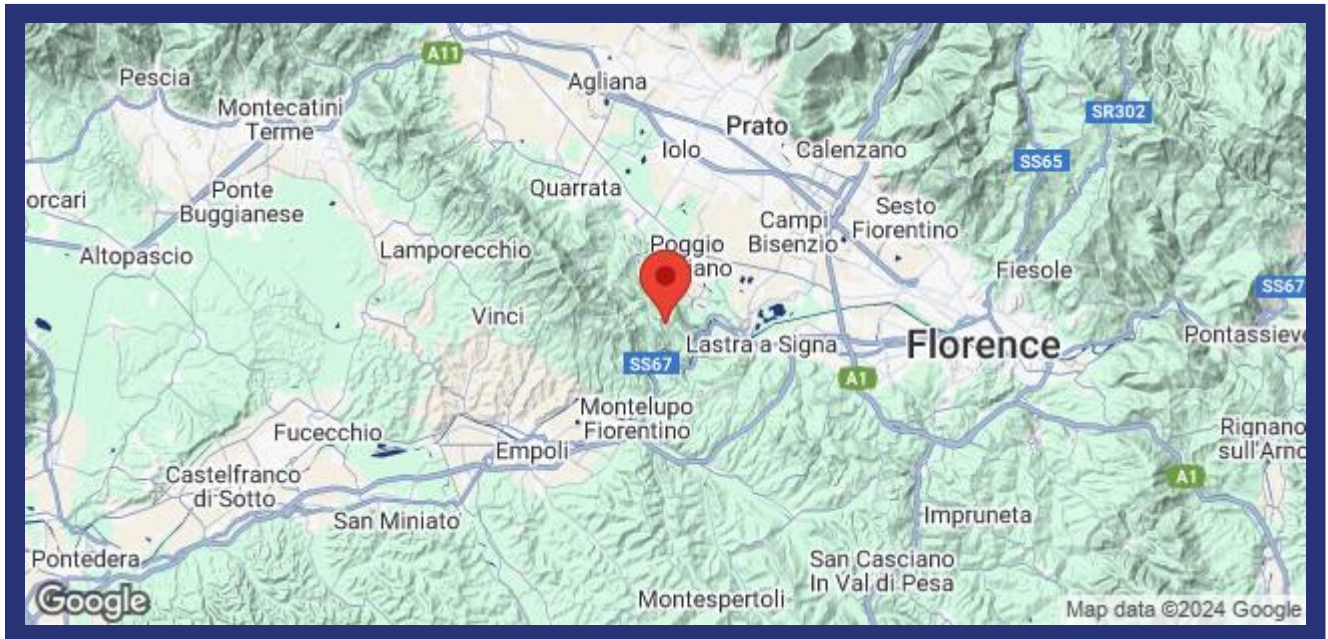 A11
Pescia
Agliana
Montecatini
Terme
SR302
Prato
Iolo
Calenzano
SS65
Quarrata
Ponte
Buggianese
orcari
Campi
Bisenzio
Sesto
Fiorentino
Altopascio
Lamporecchio
Poggio
iano
Fiesole
SS67
Vinci
Lastra a Signa
Florence
Pontassieve
SS67
A1
Montelupo
Fiorentino
Fucecchio
Empoli
Rignano
sull'Arno
Castelfranco
di Sotto
A1
San Miniato
Impruneta
Pontedera
San Casciano
In Val di Pesa
Montespertoli
Google
Map data ©2024 Google